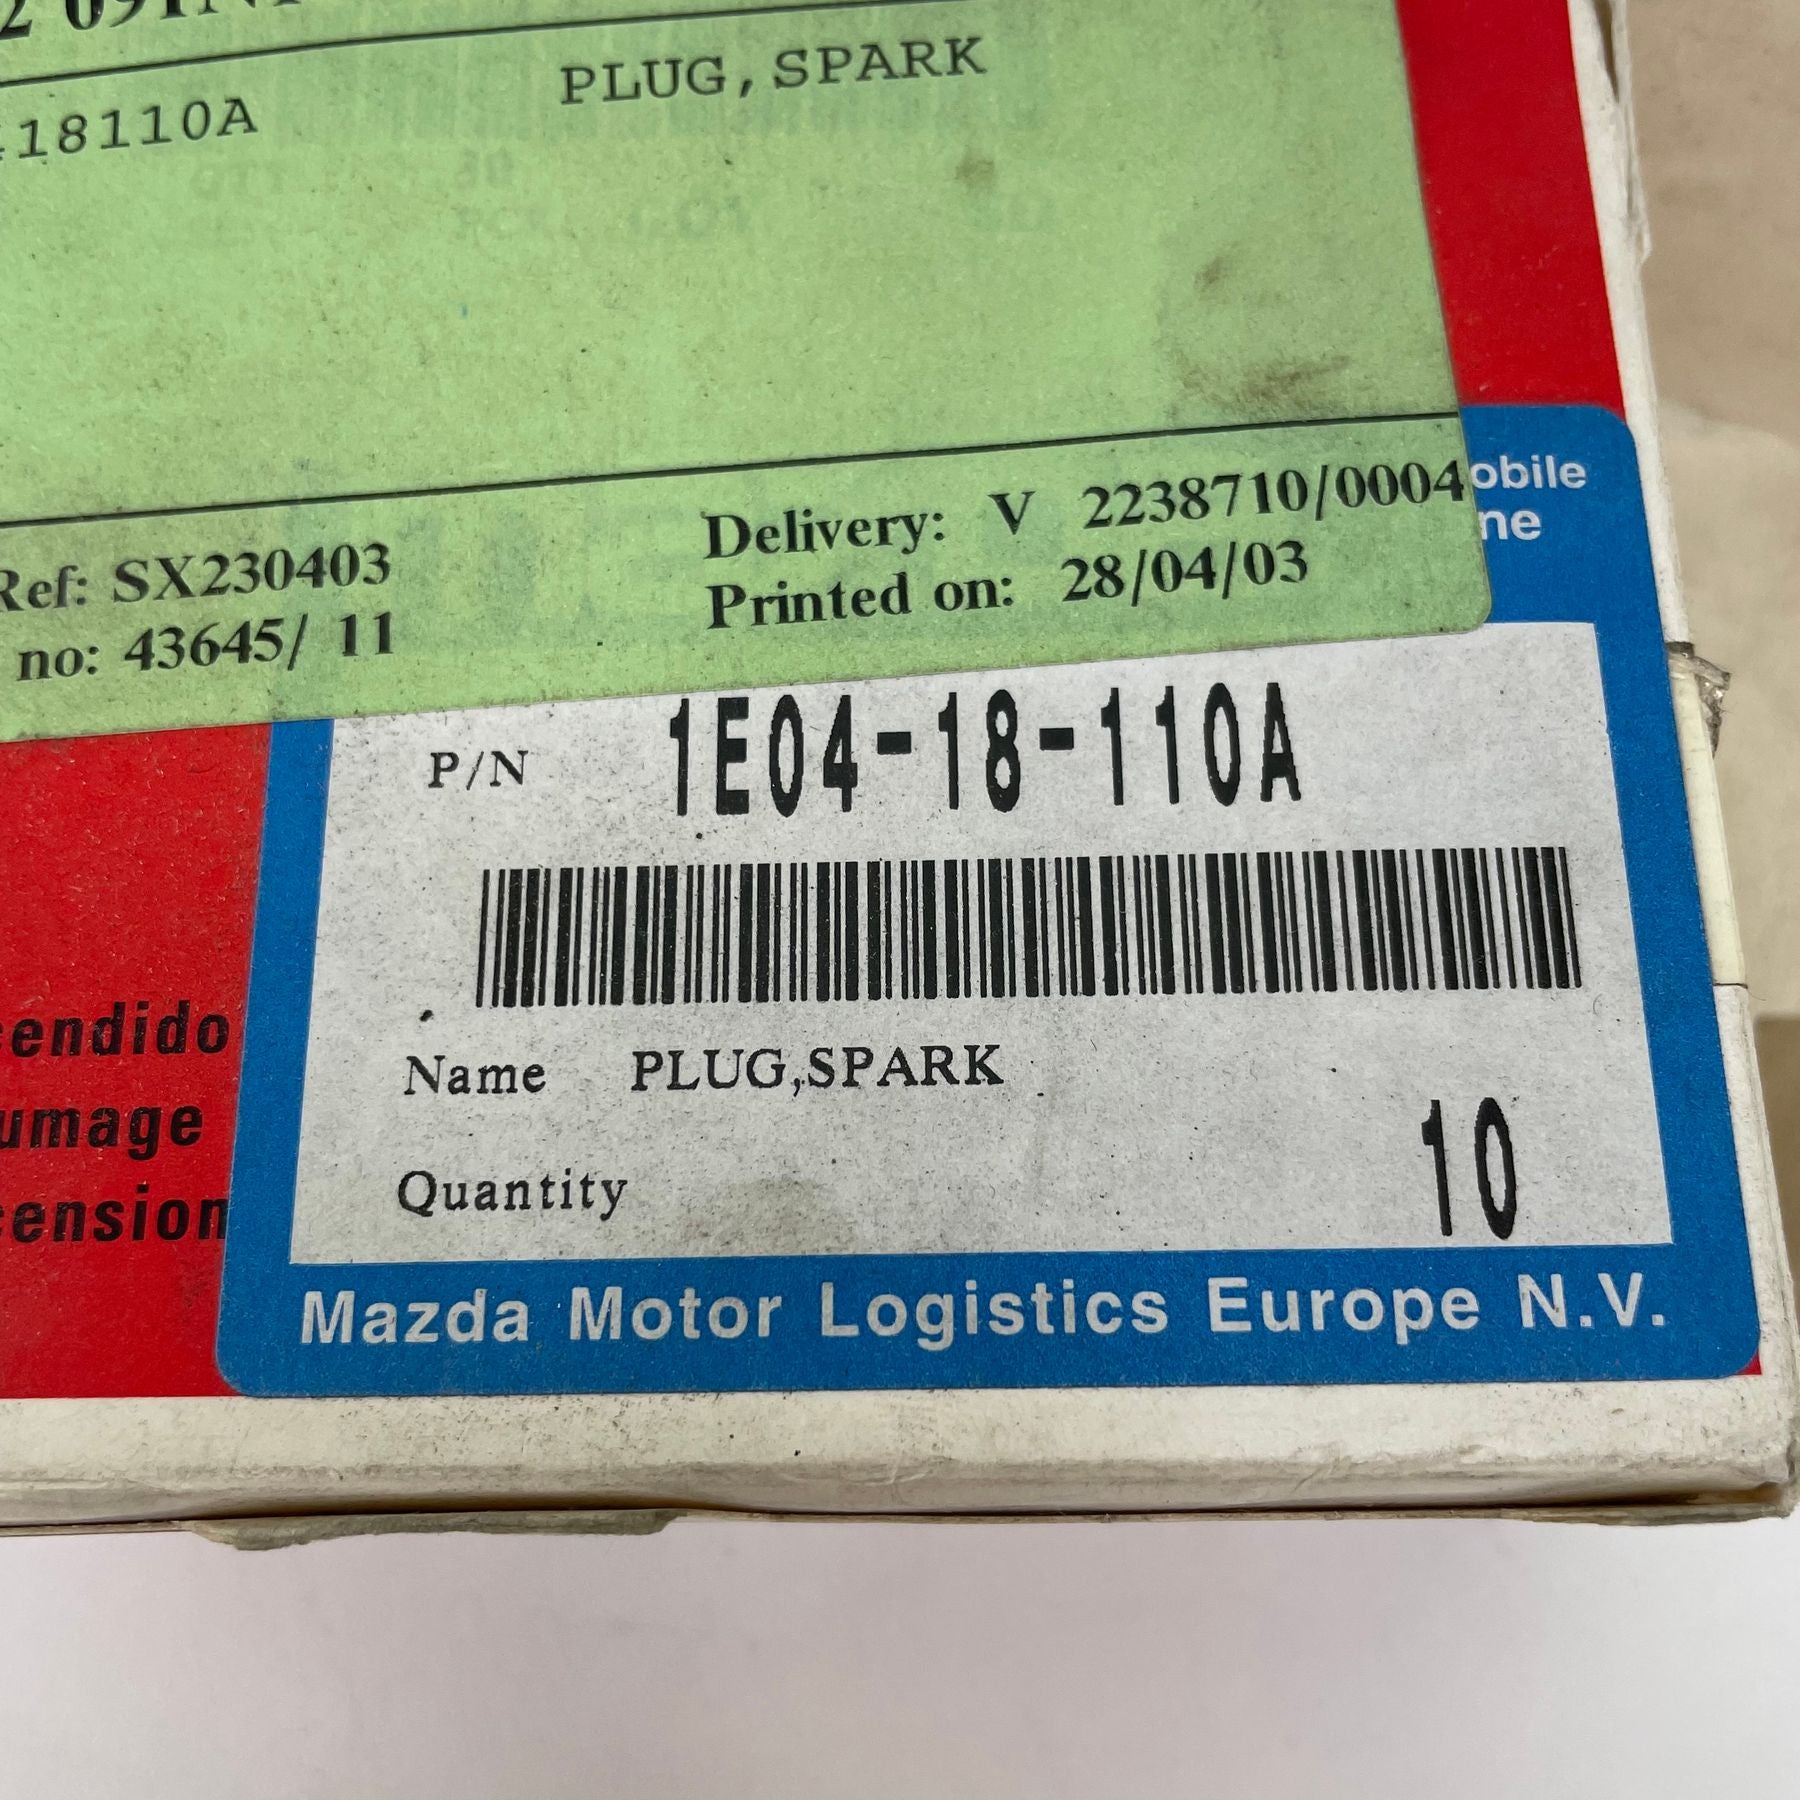 18110A PLUG,SPARK
Ref: SX230403 Delivery: V 2238710/0004
no: 43645/ 11 Printed on: 28/04/03
obile
ne
P/N 1E04-18-110A
Name PLUG,SPARK
Quantity 10
Mazda Motor Logistics Europe N.V.
cendido
umage
cension